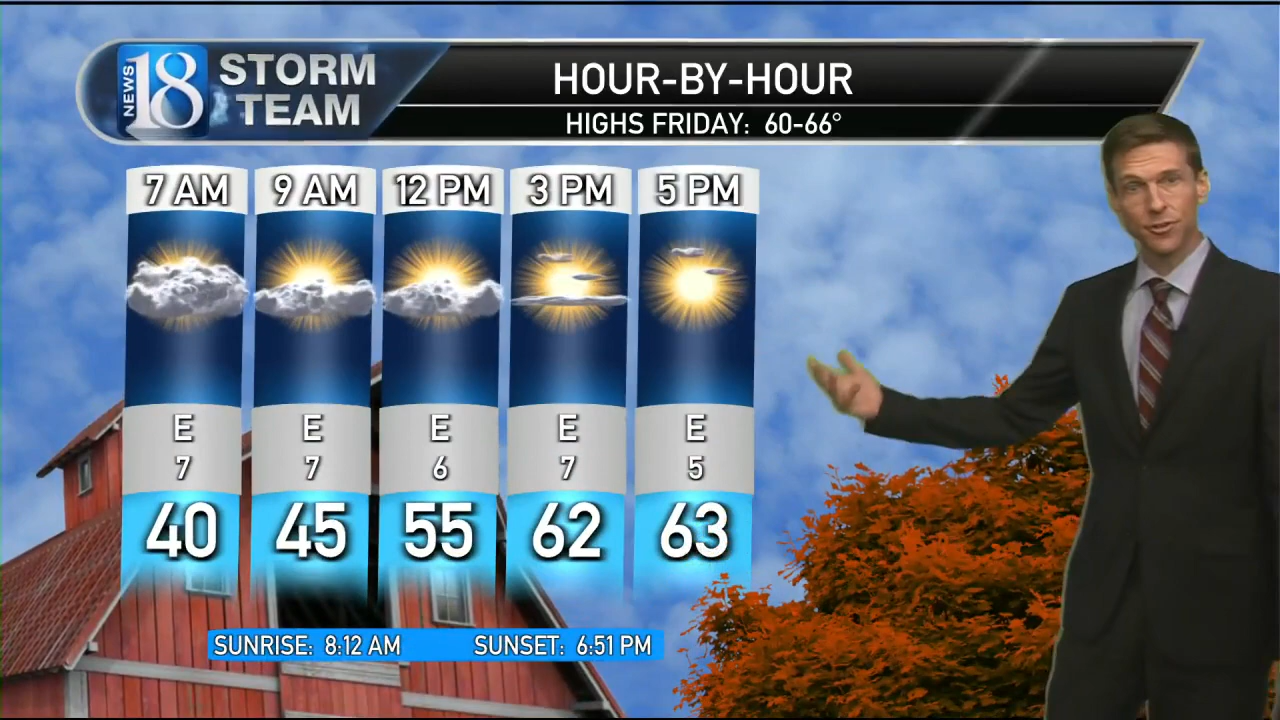 NEWS 18 STORM TEAM
HOUR-BY-HOUR
HIGHS FRIDAY: 60-66°
7 AM 9 AM 12 PM 3 PM 5 PM
E E E E E
7 7 6 7 5
40 45 55 62 63
SUNRISE: 8:12 AM SUNSET: 6:51 PM